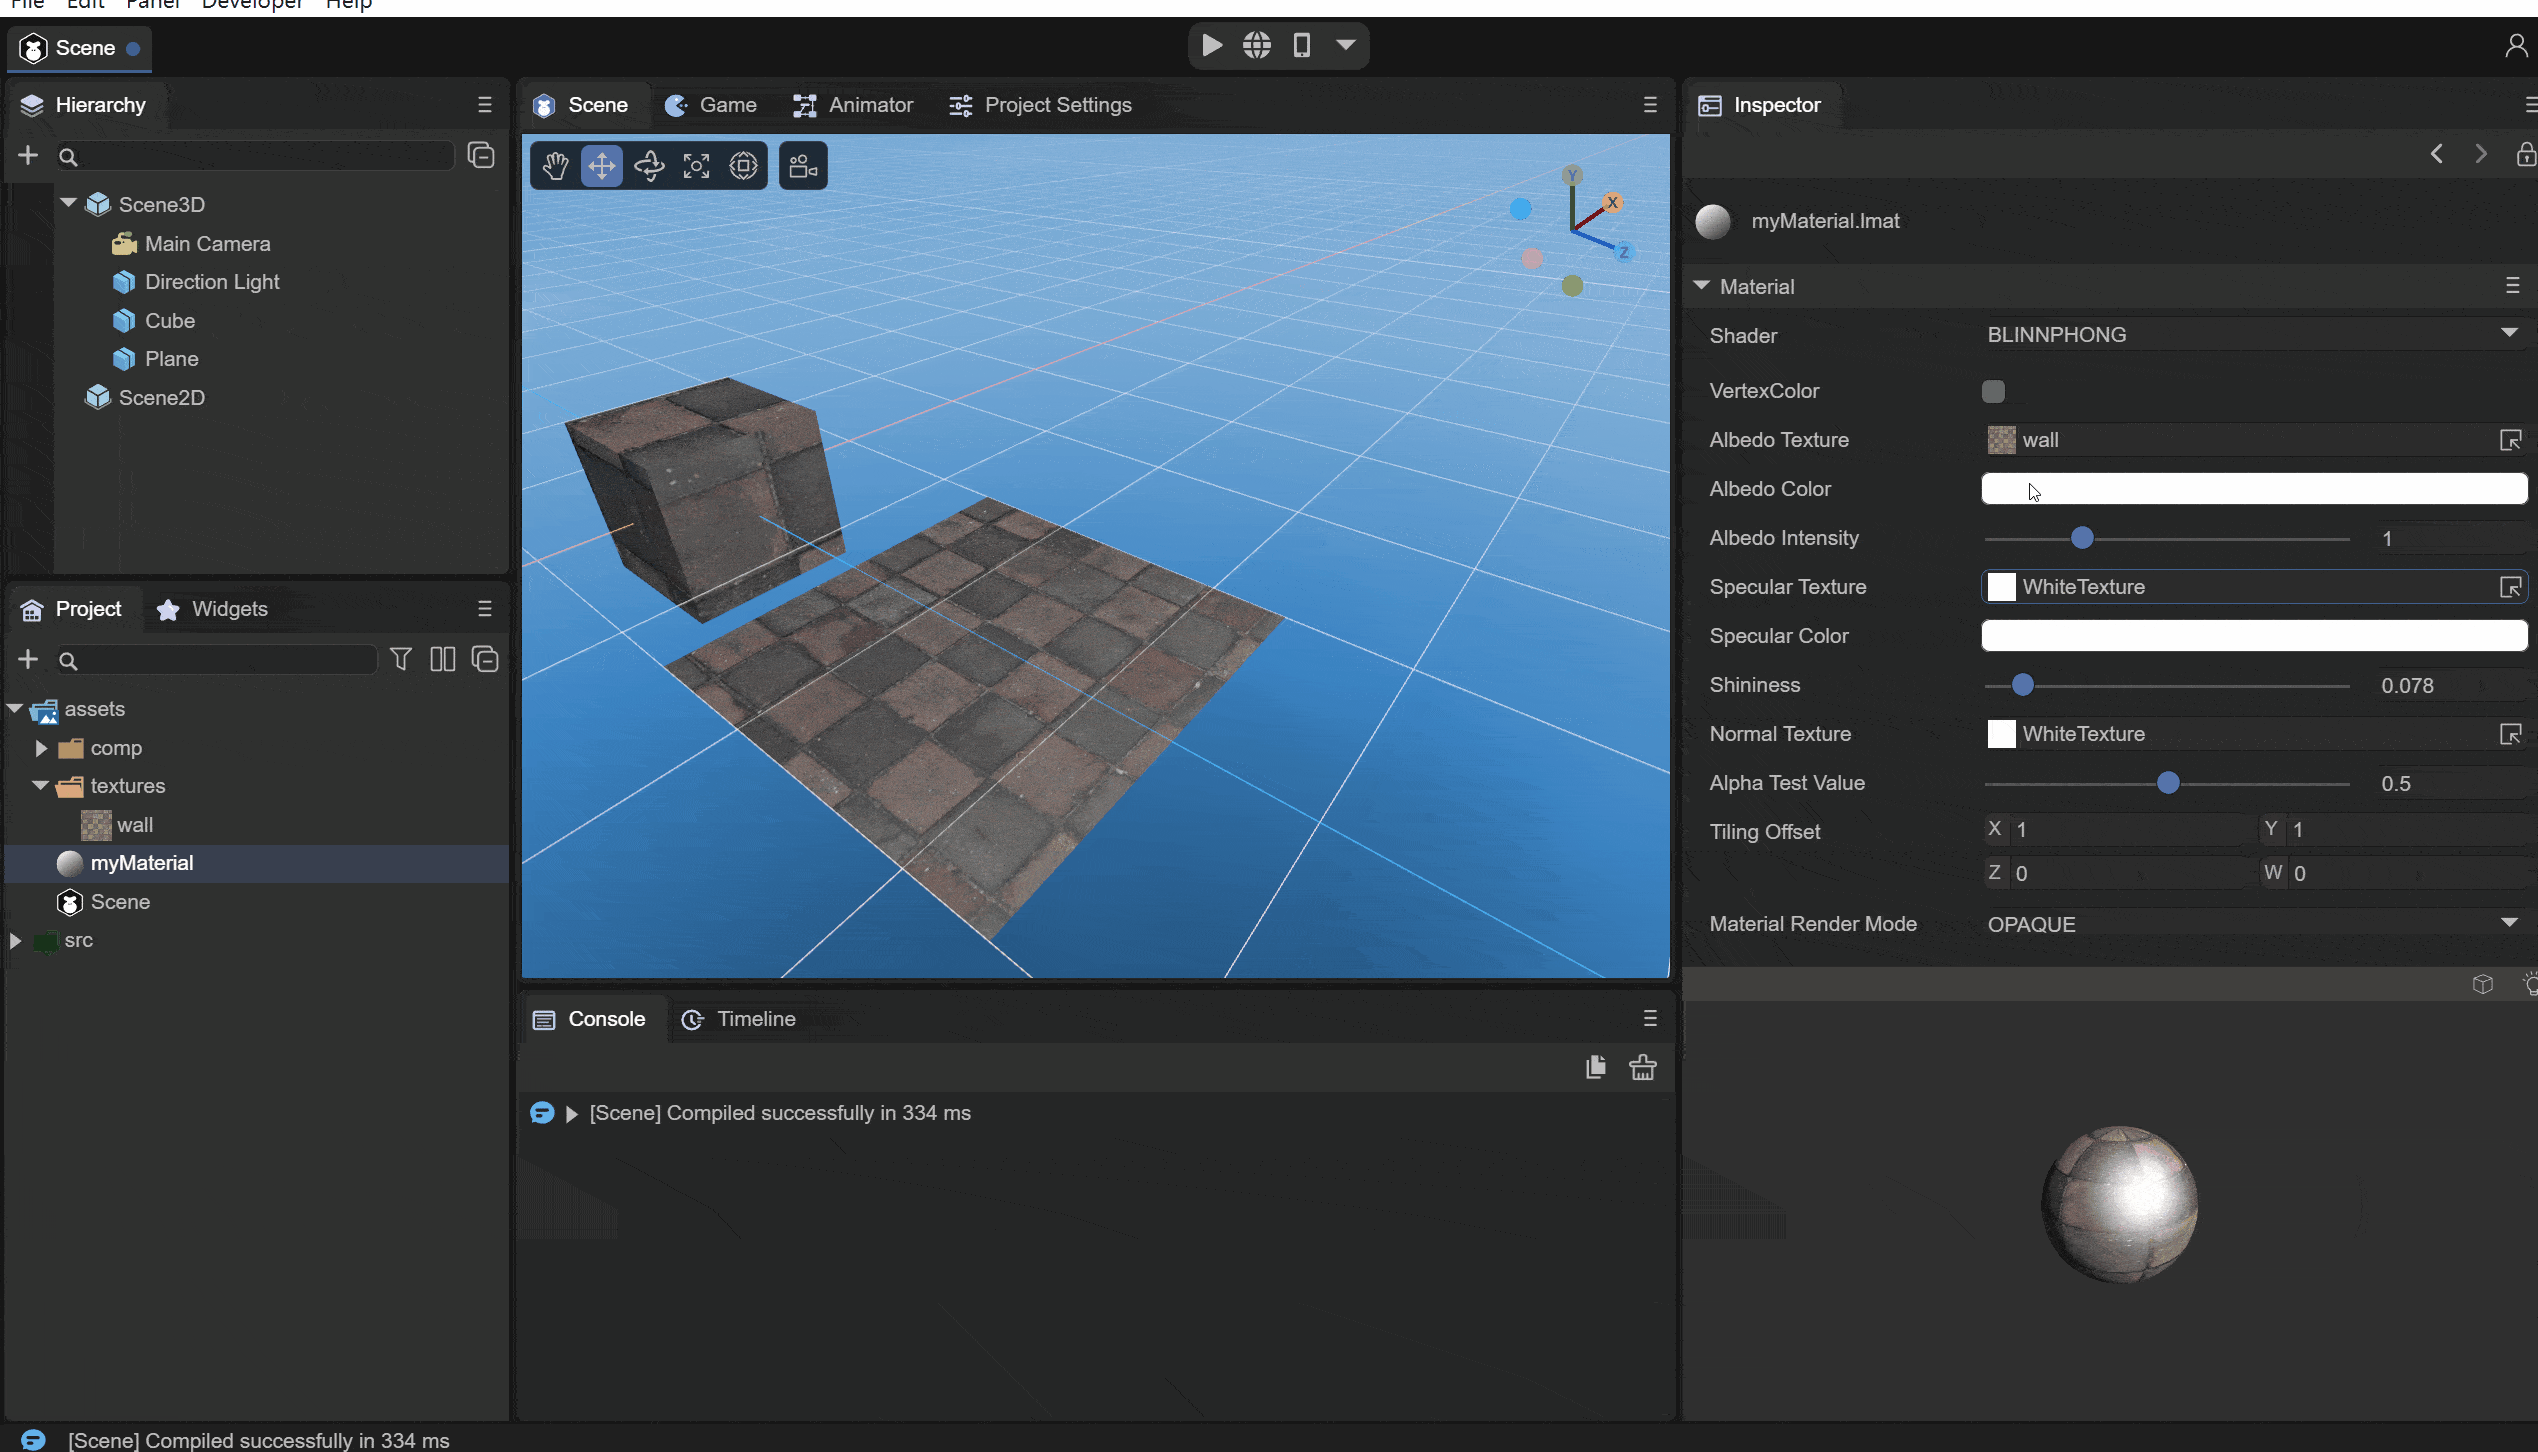 File Edit Panel Developer Help
Scene
Hierarchy
Scene3D
Main Camera
Direction Light
Cube
Plane
Scene2D
Project Widgets
assets
comp
textures
wall
myMaterial
Scene
src
Scene Game Animator Project Settings
Y
X
Z
Console Timeline
[Scene] Compiled successfully in 334 ms
Inspector
myMaterial.lmat
Material
Shader BLINNPHONG
VertexColor
Albedo Texture wall
Albedo Color
Albedo Intensity 1
Specular Texture WhiteTexture
Specular Color
Shininess 0.078
Normal Texture WhiteTexture
Alpha Test Value 0.5
Tiling Offset X 1 Y 1
Z 0 W 0
Material Render Mode OPAQUE
[Scene] Compiled successfully in 334 ms